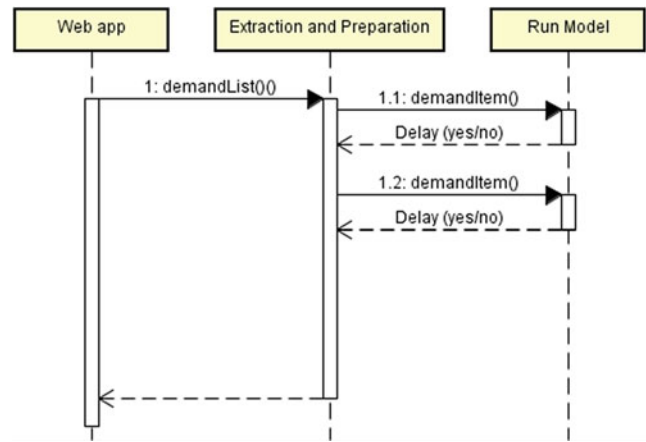 Web app
Extraction and Preparation
Run Model
1: demandList()()
1.1: demandItem()
Delay (yes/no)
1.2: demandItem()
Delay (yes/no)